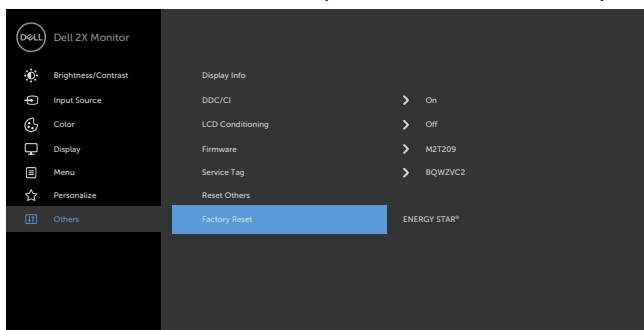 DELL Dell 2X Monitor
Brightness/Contrast Display Info
Input Source DDC/CI On
Color LCD Conditioning Off
Display Firmware M2T209
Menu Service Tag BQWZVC2
Personalize Reset Others
Others Factory Reset ENERGY STAR®